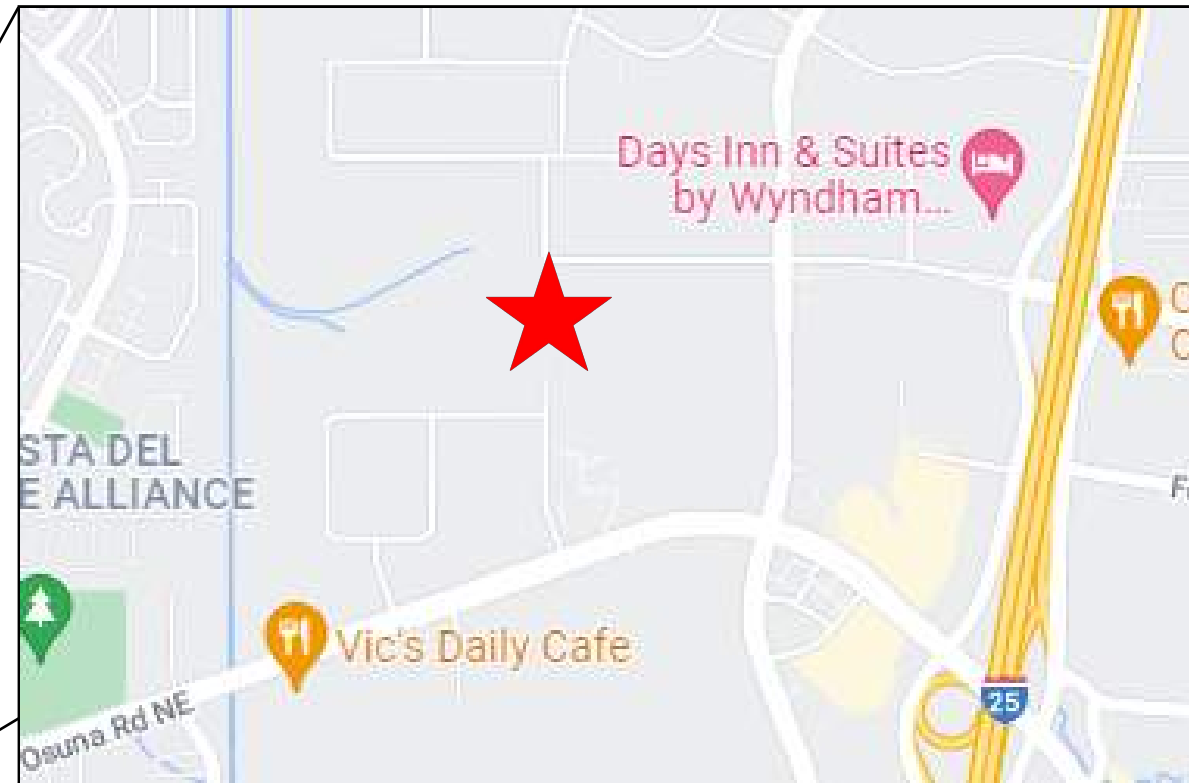 Days Inn & Suites
by Wyndham...
STA DEL
E ALLIANCE
Vic's Daily Cafe
Osuna Rd NE
25